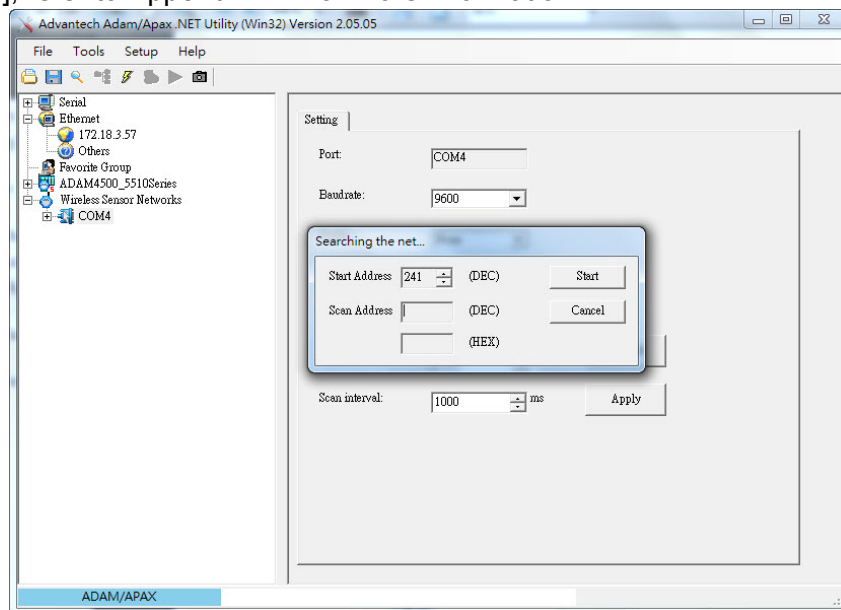 Advantech Adam/Apax .NET Utility (Win32) Version 2.05.05
File Tools Setup Help
Serial
Ethernet
172.18.3.57
Others
Favorite Group
ADAM4500_5510Series
Wireless Sensor Networks
COM4
Setting
Port: COM4
Baudrate: 9600
Searching the net...
Start Address 241 (DEC) Start
Scan Address (DEC) Cancel
(HEX)
Scan interval: 1000 ms Apply
ADAM/APAX